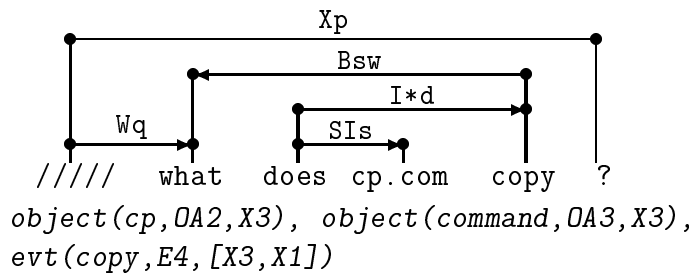 Xp
Bsw
I*d
Wq
SIs
///// what does cp.com copy ?
object(cp,OA2,X3), object(command,OA3,X3),
evt(copy,E4,[X3,X1])